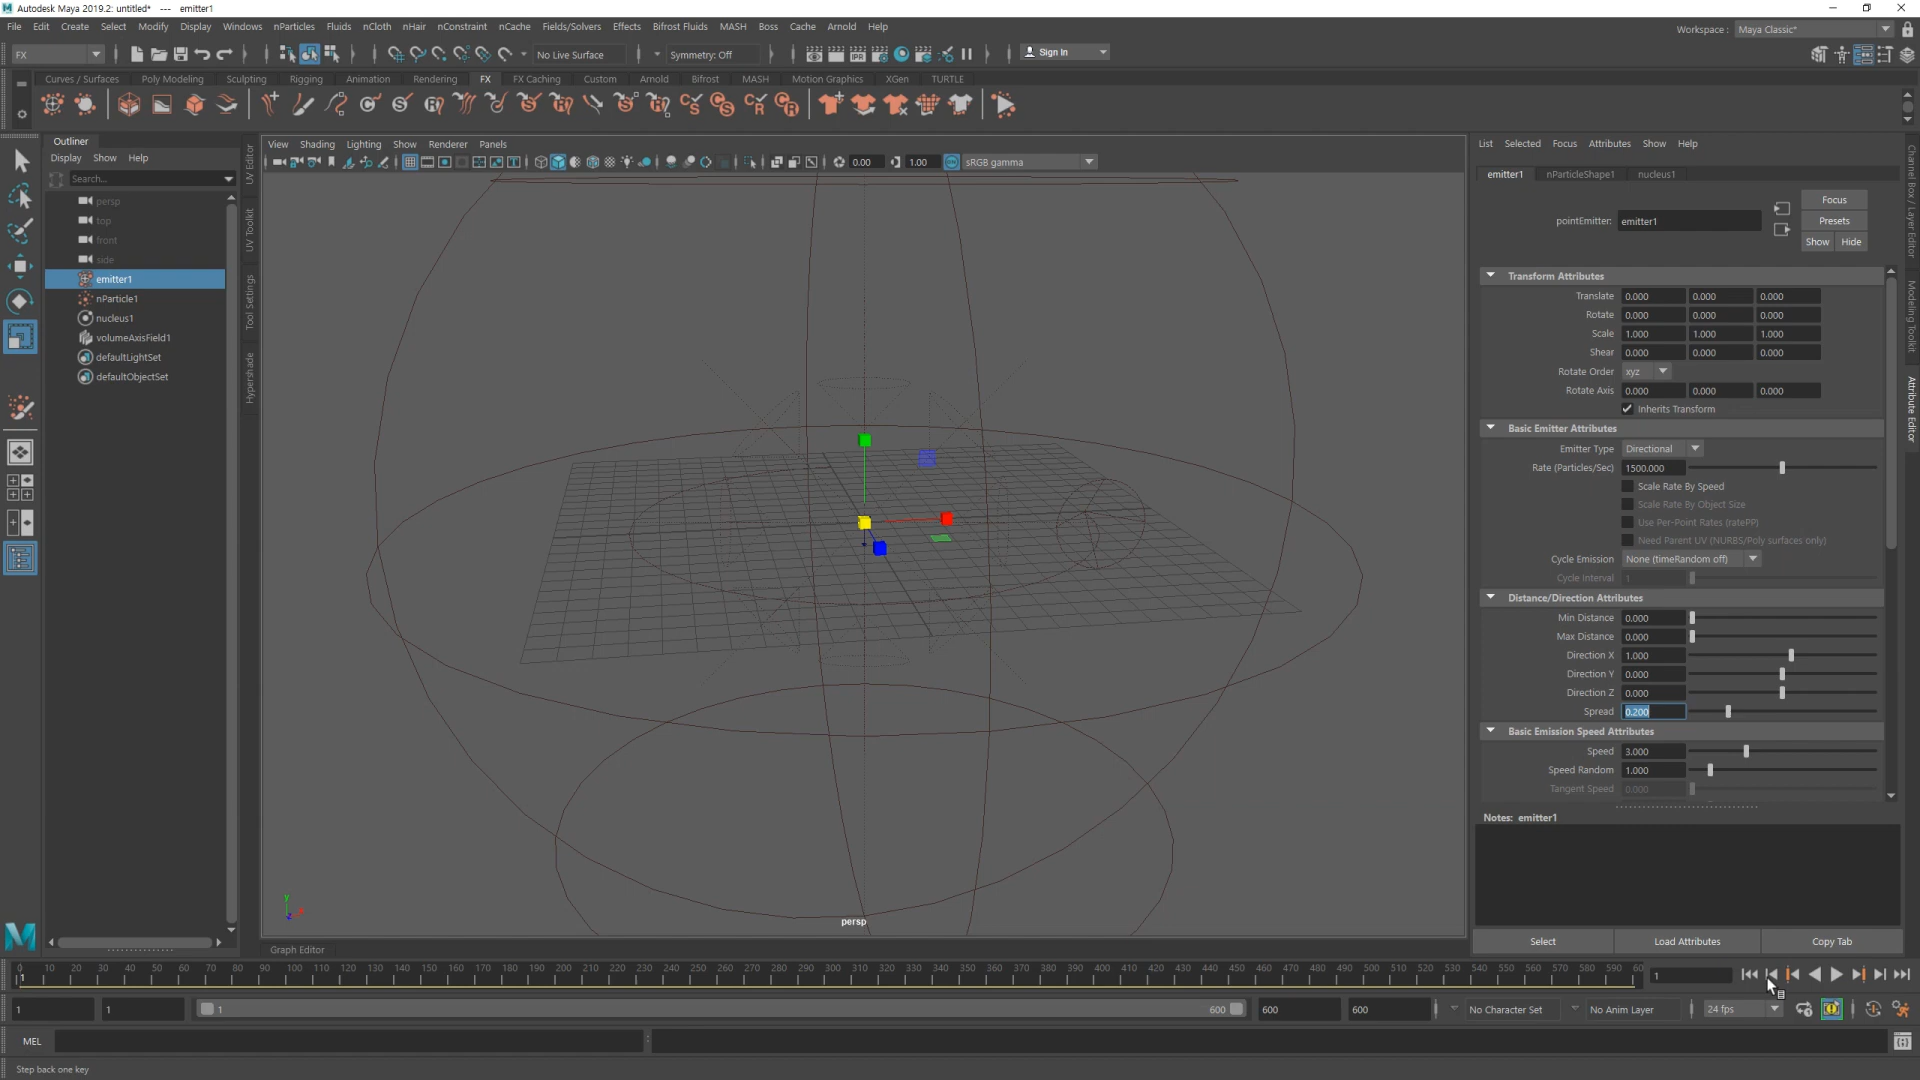 Autodesk Maya 2019.2: untitled*   ---   emitter1
File Edit Create Select Modify Display Windows nParticles Fluids nCloth nHair nConstraint nCache Fields/Solvers Effects Bifrost Fluids MASH Boss Cache Arnold Help
Workspace : Maya Classic*
FX No Live Surface Symmetry: Off Sign In
Curves / Surfaces Poly Modeling Sculpting Rigging Animation Rendering FX FX Caching Custom Arnold Bifrost MASH Motion Graphics XGen TURTLE
Outliner
Display Show Help
Search...
persp
top
front
side
emitter1
nParticle1
nucleus1
volumeAxisField1
defaultLightSet
defaultObjectSet
UV Editor
UV Toolkit
Tool Settings
Hypershade
View Shading Lighting Show Renderer Panels
0.00 1.00 sRGB gamma
persp
Graph Editor
List Selected Focus Attributes Show Help
emitter1 nParticleShape1 nucleus1
Focus
pointEmitter: emitter1
Presets
Show Hide
Transform Attributes
Translate 0.000 0.000 0.000
Rotate 0.000 0.000 0.000
Scale 1.000 1.000 1.000
Shear 0.000 0.000 0.000
Rotate Order xyz
Rotate Axis 0.000 0.000 0.000
Inherits Transform
Basic Emitter Attributes
Emitter Type Directional
Rate (Particles/Sec) 1500.000
Scale Rate By Speed
Scale Rate By Object Size
Use Per-Point Rates (ratePP)
Need Parent UV (NURBS/Poly surfaces only)
Cycle Emission None (timeRandom off)
Cycle Interval 1
Distance/Direction Attributes
Min Distance 0.000
Max Distance 0.000
Direction X 1.000
Direction Y 0.000
Direction Z 0.000
Spread 0.200
Basic Emission Speed Attributes
Speed 3.000
Speed Random 1.000
Tangent Speed 0.000
Notes: emitter1
Select Load Attributes Copy Tab
Channel Box / Layer Editor
Modeling Toolkit
Attribute Editor
0 10 20 30 40 50 60 70 80 90 100 110 120 130 140 150 160 170 180 190 200 210 220 230 240 250 260 270 280 290 300 310 320 330 340 350 360 370 380 390 400 410 420 430 440 450 460 470 480 490 500 510 520 530 540 550 560 570 580 590 60
1 1
1 1 1 600 600 600 No Character Set No Anim Layer 24 fps
MEL
Step back one key